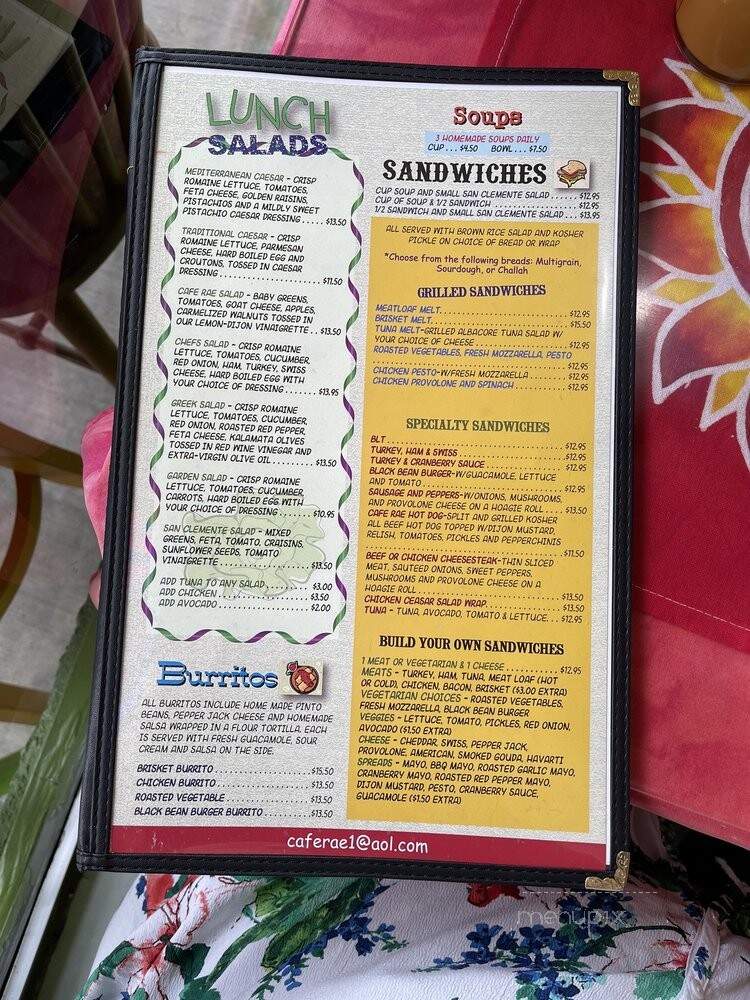 LUNCH
SALADS
MEDITERRANEAN CAESAR - CRISP
ROMAINE LETTUCE, TOMATOES,
FETA CHEESE, GOLDEN RAISINS,
PISTACHIOS AND A MILDLY SWEET
PISTACHIO CAESAR DRESSING ..... $13.50
TRADITIONAL CAESAR - CRISP
ROMAINE LETTUCE, PARMESAN
CHEESE, HARD BOILED EGG AND
CROUTONS, TOSSED IN CAESAR
DRESSING .................... $11.50
CAFE RAE SALAD - BABY GREENS,
TOMATOES, GOAT CHEESE, APPLES,
CARMELIZED WALNUTS TOSSED IN
OUR LEMON-DIJON VINAIGRETTE .. $13.50
CHEFS SALAD - CRISP ROMAINE
LETTUCE, TOMATOES, CUCUMBER,
RED ONION, HAM, TURKEY, SWISS
CHEESE, HARD BOILED EGG WITH
YOUR CHOICE OF DRESSING ....... $13.95
GREEK SALAD - CRISP ROMAINE
LETTUCE, TOMATOES, CUCUMBER,
RED ONION, ROASTED RED PEPPER,
FETA CHEESE, KALAMATA OLIVES
TOSSED IN RED WINE VINEGAR AND
EXTRA-VIRGIN OLIVE OIL ......... $13.50
GARDEN SALAD - CRISP ROMAINE
LETTUCE, TOMATOES, CUCUMBER,
CARROTS, HARD BOILED EGG WITH
YOUR CHOICE OF DRESSING ....... $10.95
SAN CLEMENTE SALAD - MIXED
GREENS, FETA, TOMATO, CRAISINS,
SUNFLOWER SEEDS, TOMATO
VINAIGRETTE .................. $13.50
ADD TUNA TO ANY SALAD ......... $3.00
ADD CHICKEN ................... $3.50
ADD AVOCADO ................... $2.00
Burritos
ALL BURRITOS INCLUDE HOME MADE PINTO
BEANS, PEPPER JACK CHEESE AND HOMEMADE
SALSA WRAPPED IN A FLOUR TORTILLA. EACH
IS SERVED WITH FRESH GUACAMOLE, SOUR
CREAM AND SALSA ON THE SIDE.
BRISKET BURRITO .................. $15.50
CHICKEN BURRITO .................. $13.50
ROASTED VEGETABLE ................ $13.50
BLACK BEAN BURGER BURRITO ........ $13.50
Soups
3 HOMEMADE SOUPS DAILY
CUP ... $4.50 BOWL ... $7.50
SANDWICHES
CUP SOUP AND SMALL SAN CLEMENTE SALAD ...... $12.95
CUP OF SOUP & 1/2 SANDWICH ................. $12.95
1/2 SANDWICH AND SMALL SAN CLEMENTE SALAD ... $13.95
ALL SERVED WITH BROWN RICE SALAD AND KOSHER
PICKLE ON CHOICE OF BREAD OR WRAP
*Choose from the following breads: Multigrain,
Sourdough, or Challah
GRILLED SANDWICHES
MEATLOAF MELT ........................ $12.95
BRISKET MELT ......................... $15.50
TUNA MELT-GRILLED ALBACORE TUNA SALAD W/
YOUR CHOICE OF CHEESE ................ $12.95
ROASTED VEGETABLES, FRESH MOZZARELLA, PESTO
..................................... $12.95
CHICKEN PESTO-W/FRESH MOZZARELLA ....... $12.95
CHICKEN PROVOLONE AND SPINACH .......... $12.95
SPECIALTY SANDWICHES
BLT .................................. $12.95
TURKEY, HAM & SWISS .................. $12.95
TURKEY & CRANBERRY SAUCE ............. $12.95
BLACK BEAN BURGER-W/GUACAMOLE, LETTUCE
AND TOMATO ........................... $12.95
SAUSAGE AND PEPPERS-W/ONIONS, MUSHROOMS,
AND PROVOLONE CHEESE ON A HOAGIE ROLL .... $13.50
CAFE RAE HOT DOG-SPLIT AND GRILLED KOSHER
ALL BEEF HOT DOG TOPPED W/DIJON MUSTARD,
RELISH, TOMATOES, PICKLES AND PEPPERCHINIS
..................................... $11.50
BEEF OR CHICKEN CHEESESTEAK-THIN SLICED
MEAT, SAUTEED ONIONS, SWEET PEPPERS,
MUSHROOMS AND PROVOLONE CHEESE ON A
HOAGIE ROLL .......................... $13.50
CHICKEN CEASAR SALAD WRAP ............ $13.50
TUNA - TUNA, AVOCADO, TOMATO & LETTUCE ... $12.95
BUILD YOUR OWN SANDWICHES
1 MEAT OR VEGETARIAN & 1 CHEESE ........... $12.95
MEATS - TURKEY, HAM, TUNA, MEAT LOAF (HOT
OR COLD), CHICKEN, BACON, BRISKET ($3.00 EXTRA)
VEGETARIAN CHOICES - ROASTED VEGETABLES,
FRESH MOZZARELLA, BLACK BEAN BURGER
VEGGIES - LETTUCE, TOMATO, PICKLES, RED ONION,
AVOCADO ($1.50 EXTRA)
CHEESE - CHEDDAR, SWISS, PEPPER JACK,
PROVOLONE, AMERICAN, SMOKED GOUDA, HAVARTI
SPREADS - MAYO, BBQ MAYO, ROASTED GARLIC MAYO,
CRANBERRY MAYO, ROASTED RED PEPPER MAYO,
DIJON MUSTARD, PESTO, CRANBERRY SAUCE,
GUACAMOLE ($1.50 EXTRA)
caferae1@aol.com
menupix